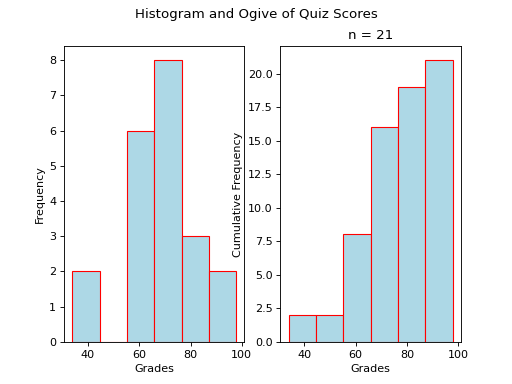 Histogram and Ogive of Quiz Scores
n = 21
Frequency
8
7
6
5
4
3
2
1
0
40 60 80 100
Grades
Cumulative Frequency
20.0
17.5
15.0
12.5
10.0
7.5
5.0
2.5
0.0
40 60 80 100
Grades